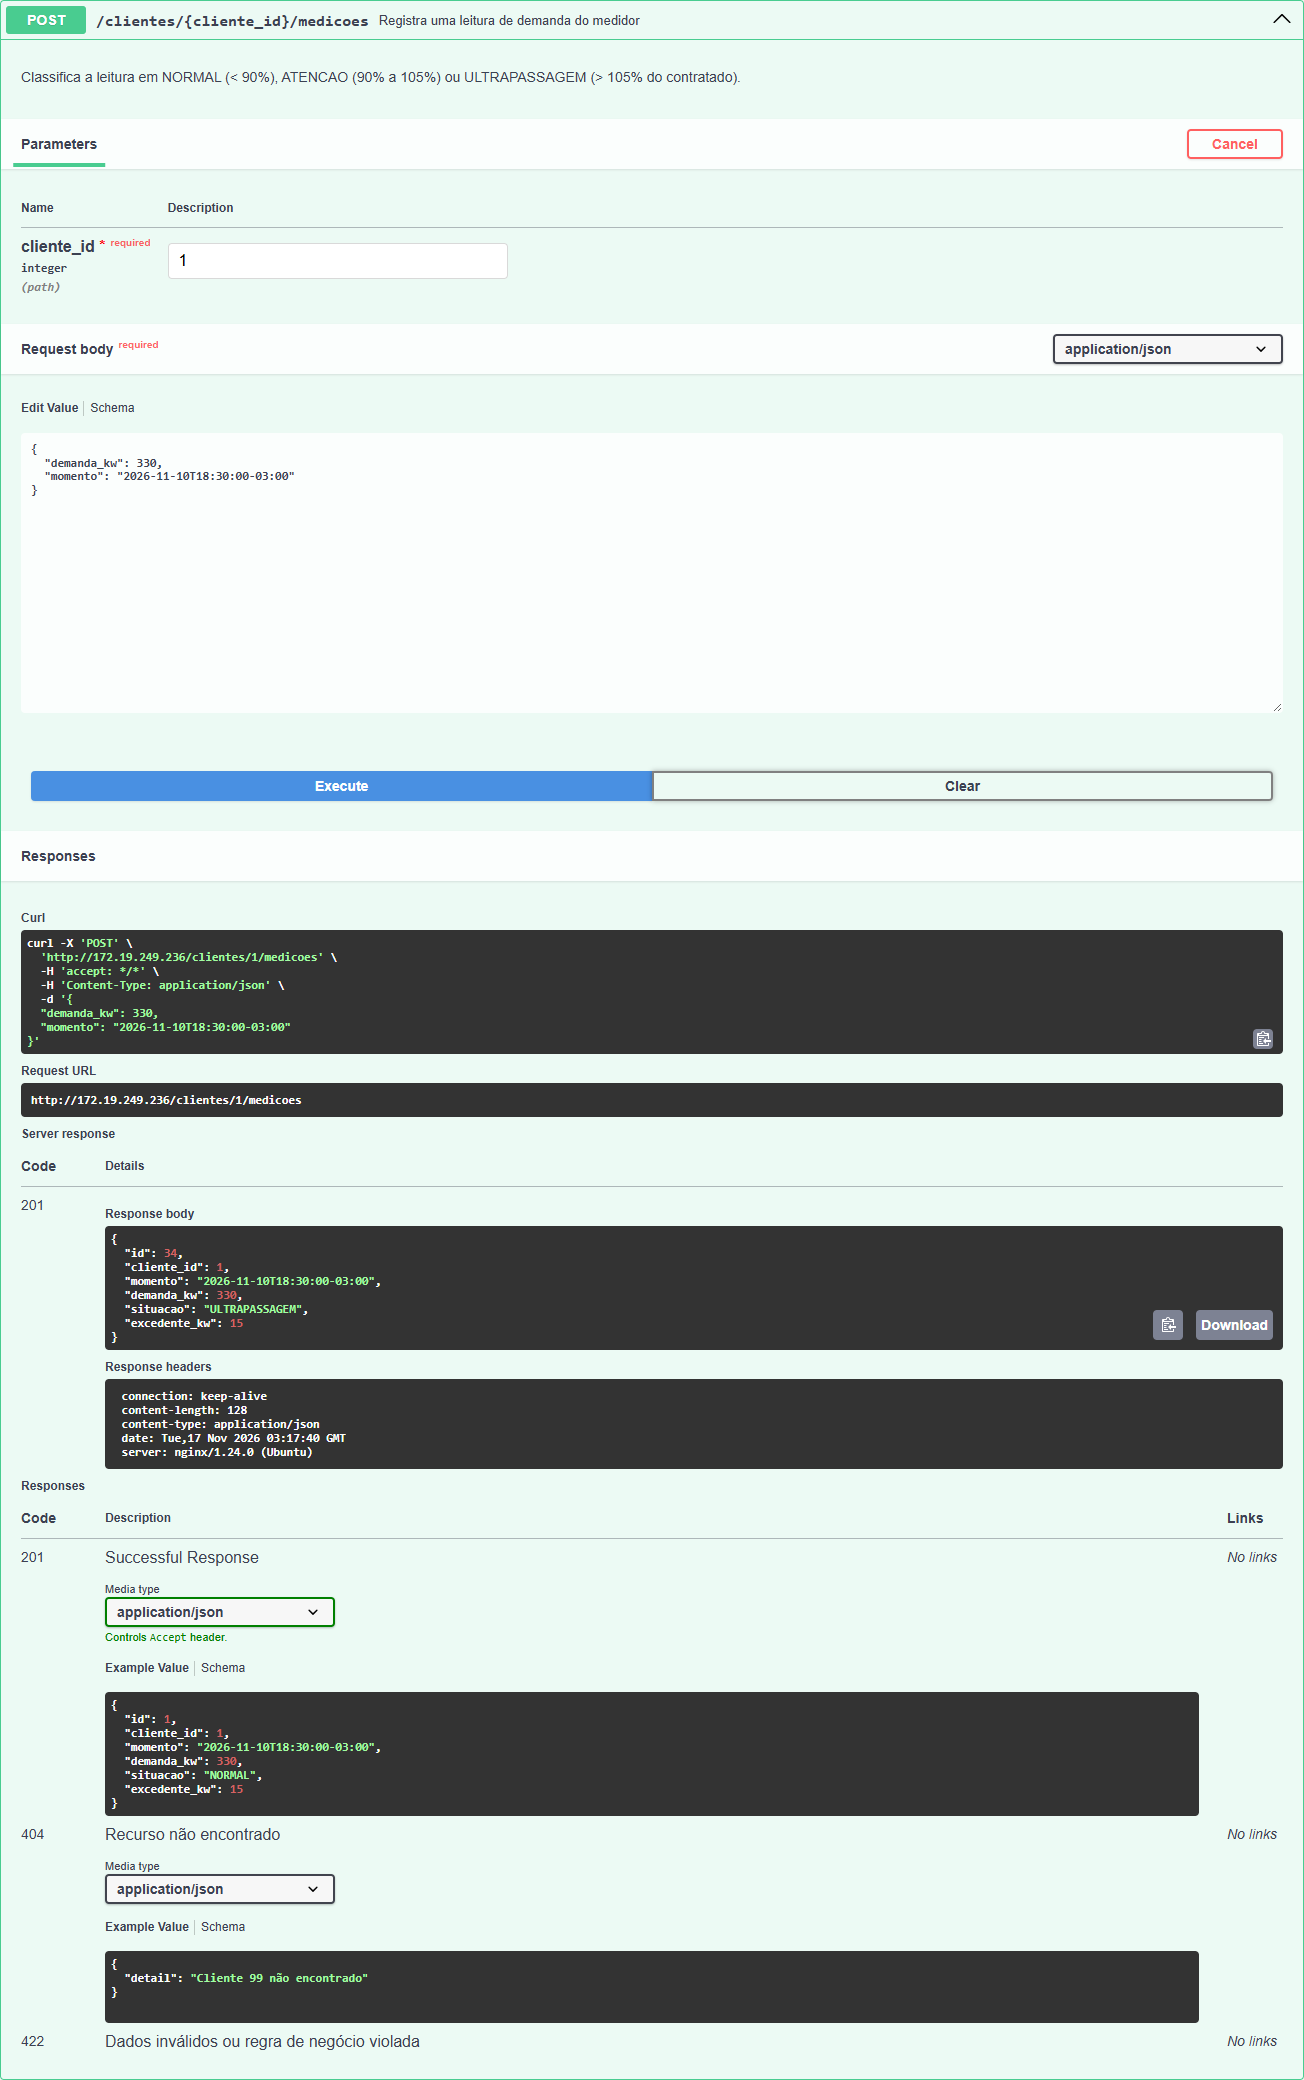 POST /clientes/{cliente_id}/medicoes Registra uma leitura de demanda do medidor
Classifica a leitura em NORMAL (< 90%), ATENCAO (90% a 105%) ou ULTRAPASSAGEM (> 105% do contratado).
Parameters
Cancel
Name Description
cliente_id * required
integer
(path)
1
Request body required
application/json
Edit Value | Schema
{
  "demanda_kw": 330,
  "momento": "2026-11-10T18:30:00-03:00"
}
Execute Clear
Responses
Curl
curl -X 'POST' \
  'http://172.19.249.236/clientes/1/medicoes' \
  -H 'accept: */*' \
  -H 'Content-Type: application/json' \
  -d '{
  "demanda_kw": 330,
  "momento": "2026-11-10T18:30:00-03:00"
}'
Request URL
http://172.19.249.236/clientes/1/medicoes
Server response
Code Details
201
Response body
{
  "id": 34,
  "cliente_id": 1,
  "momento": "2026-11-10T18:30:00-03:00",
  "demanda_kw": 330,
  "situacao": "ULTRAPASSAGEM",
  "excedente_kw": 15
}
Download
Response headers
connection: keep-alive
content-length: 128
content-type: application/json
date: Tue,17 Nov 2026 03:17:40 GMT
server: nginx/1.24.0 (Ubuntu)
Responses
Code Description Links
201 Successful Response No links
Media type
application/json
Controls Accept header.
Example Value | Schema
{
  "id": 1,
  "cliente_id": 1,
  "momento": "2026-11-10T18:30:00-03:00",
  "demanda_kw": 330,
  "situacao": "NORMAL",
  "excedente_kw": 15
}
404 Recurso não encontrado No links
Media type
application/json
Example Value | Schema
{
  "detail": "Cliente 99 não encontrado"
}
422 Dados inválidos ou regra de negócio violada No links